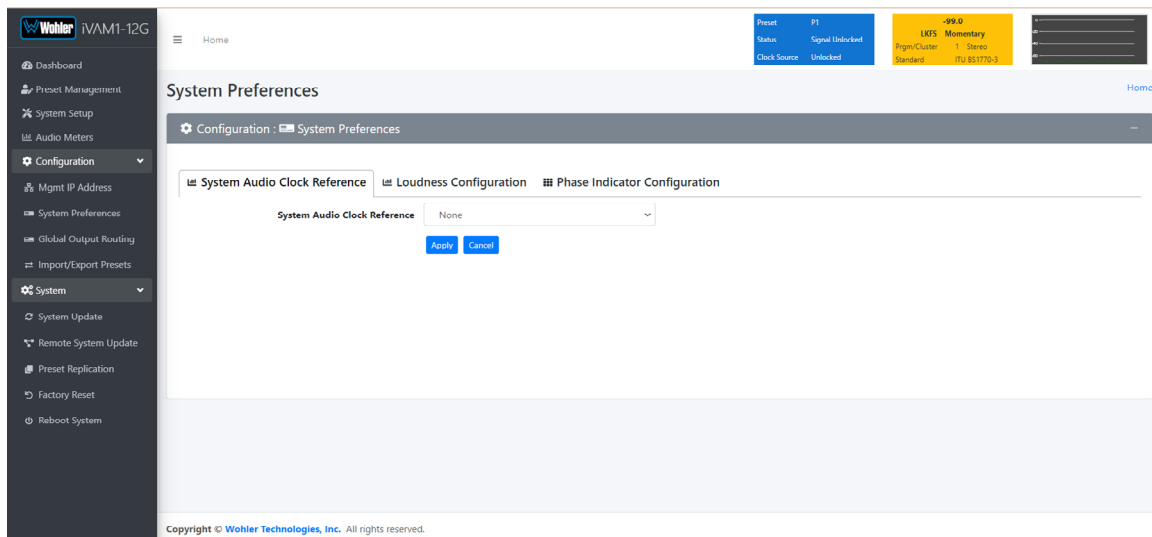 Wohler iVAM1-12G
Dashboard
Preset Management
System Setup
Audio Meters
Configuration
Mgmt IP Address
System Preferences
Global Output Routing
Import/Export Presets
System
System Update
Remote System Update
Preset Replication
Factory Reset
Reboot System
Home
Preset P1
Status Signal Unlocked
Clock Source Unlocked
-99.0
LKFS Momentary
Prgm/Cluster 1 Stereo
Standard ITU BS1770-3
System Preferences
Home
Configuration : System Preferences
System Audio Clock Reference Loudness Configuration Phase Indicator Configuration
System Audio Clock Reference None
Apply Cancel
Copyright © Wohler Technologies, Inc. All rights reserved.